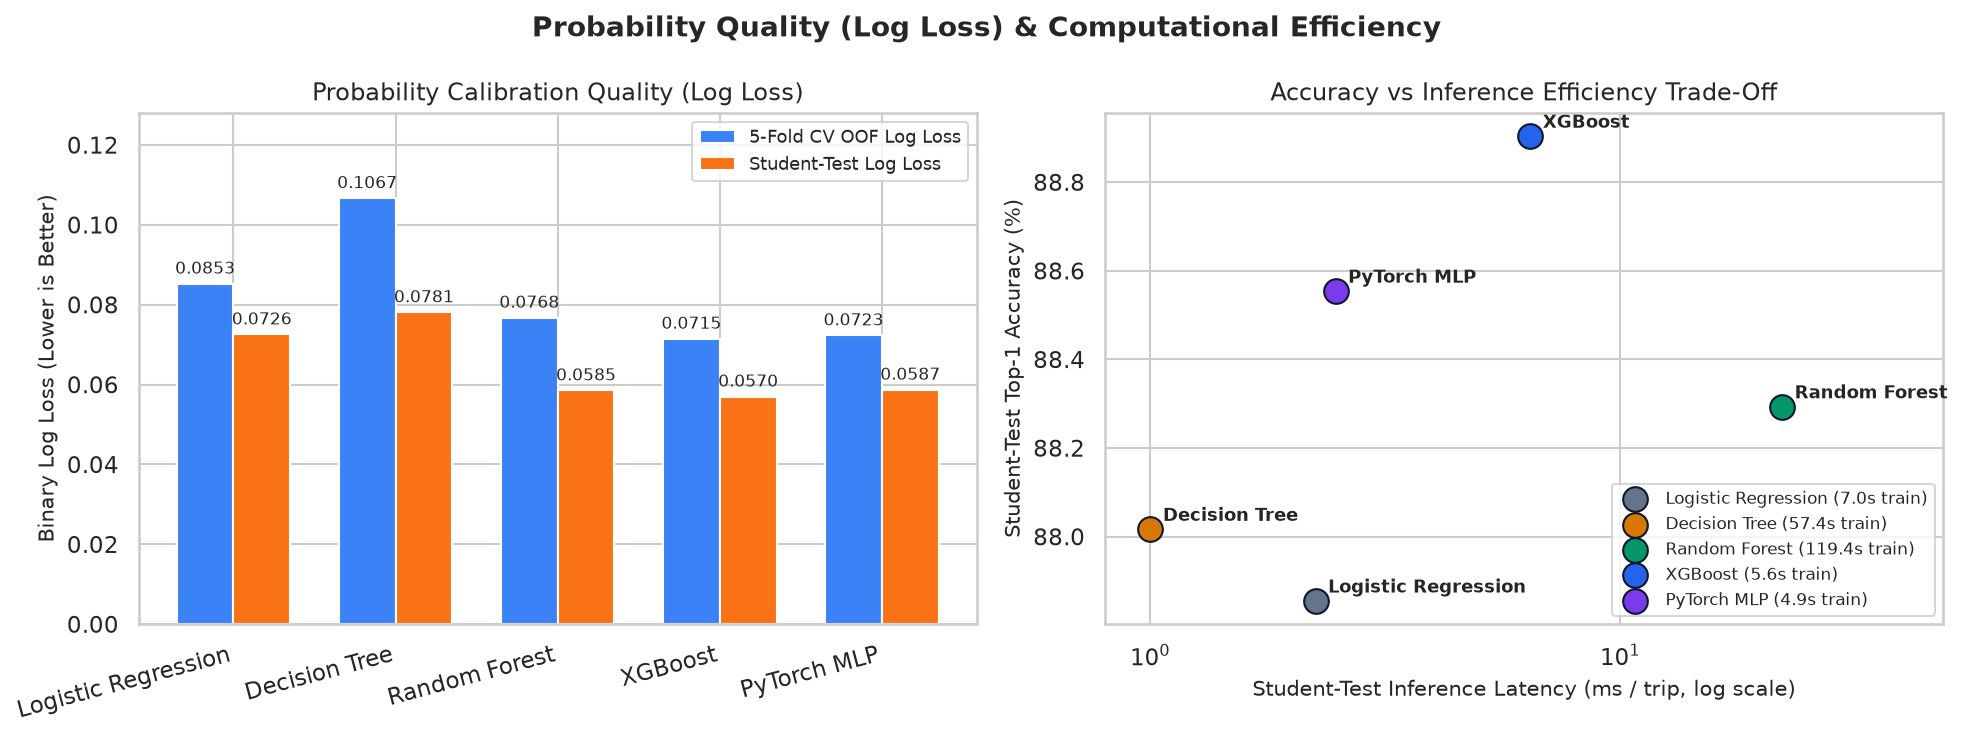 Probability Quality (Log Loss) & Computational Efficiency
Probability Calibration Quality (Log Loss)
Binary Log Loss (Lower is Better)
0.12
0.10
0.08
0.06
0.04
0.02
0.00
5-Fold CV OOF Log Loss
Student-Test Log Loss
0.0853
0.0726
0.1067
0.0781
0.0768
0.0585
0.0715
0.0570
0.0723
0.0587
Logistic Regression
Decision Tree
Random Forest
XGBoost
PyTorch MLP
Accuracy vs Inference Efficiency Trade-Off
Student-Test Top-1 Accuracy (%)
88.8
88.6
88.4
88.2
88.0
XGBoost
PyTorch MLP
Random Forest
Decision Tree
Logistic Regression
Logistic Regression (7.0s train)
Decision Tree (57.4s train)
Random Forest (119.4s train)
XGBoost (5.6s train)
PyTorch MLP (4.9s train)
10⁰
10¹
Student-Test Inference Latency (ms / trip, log scale)